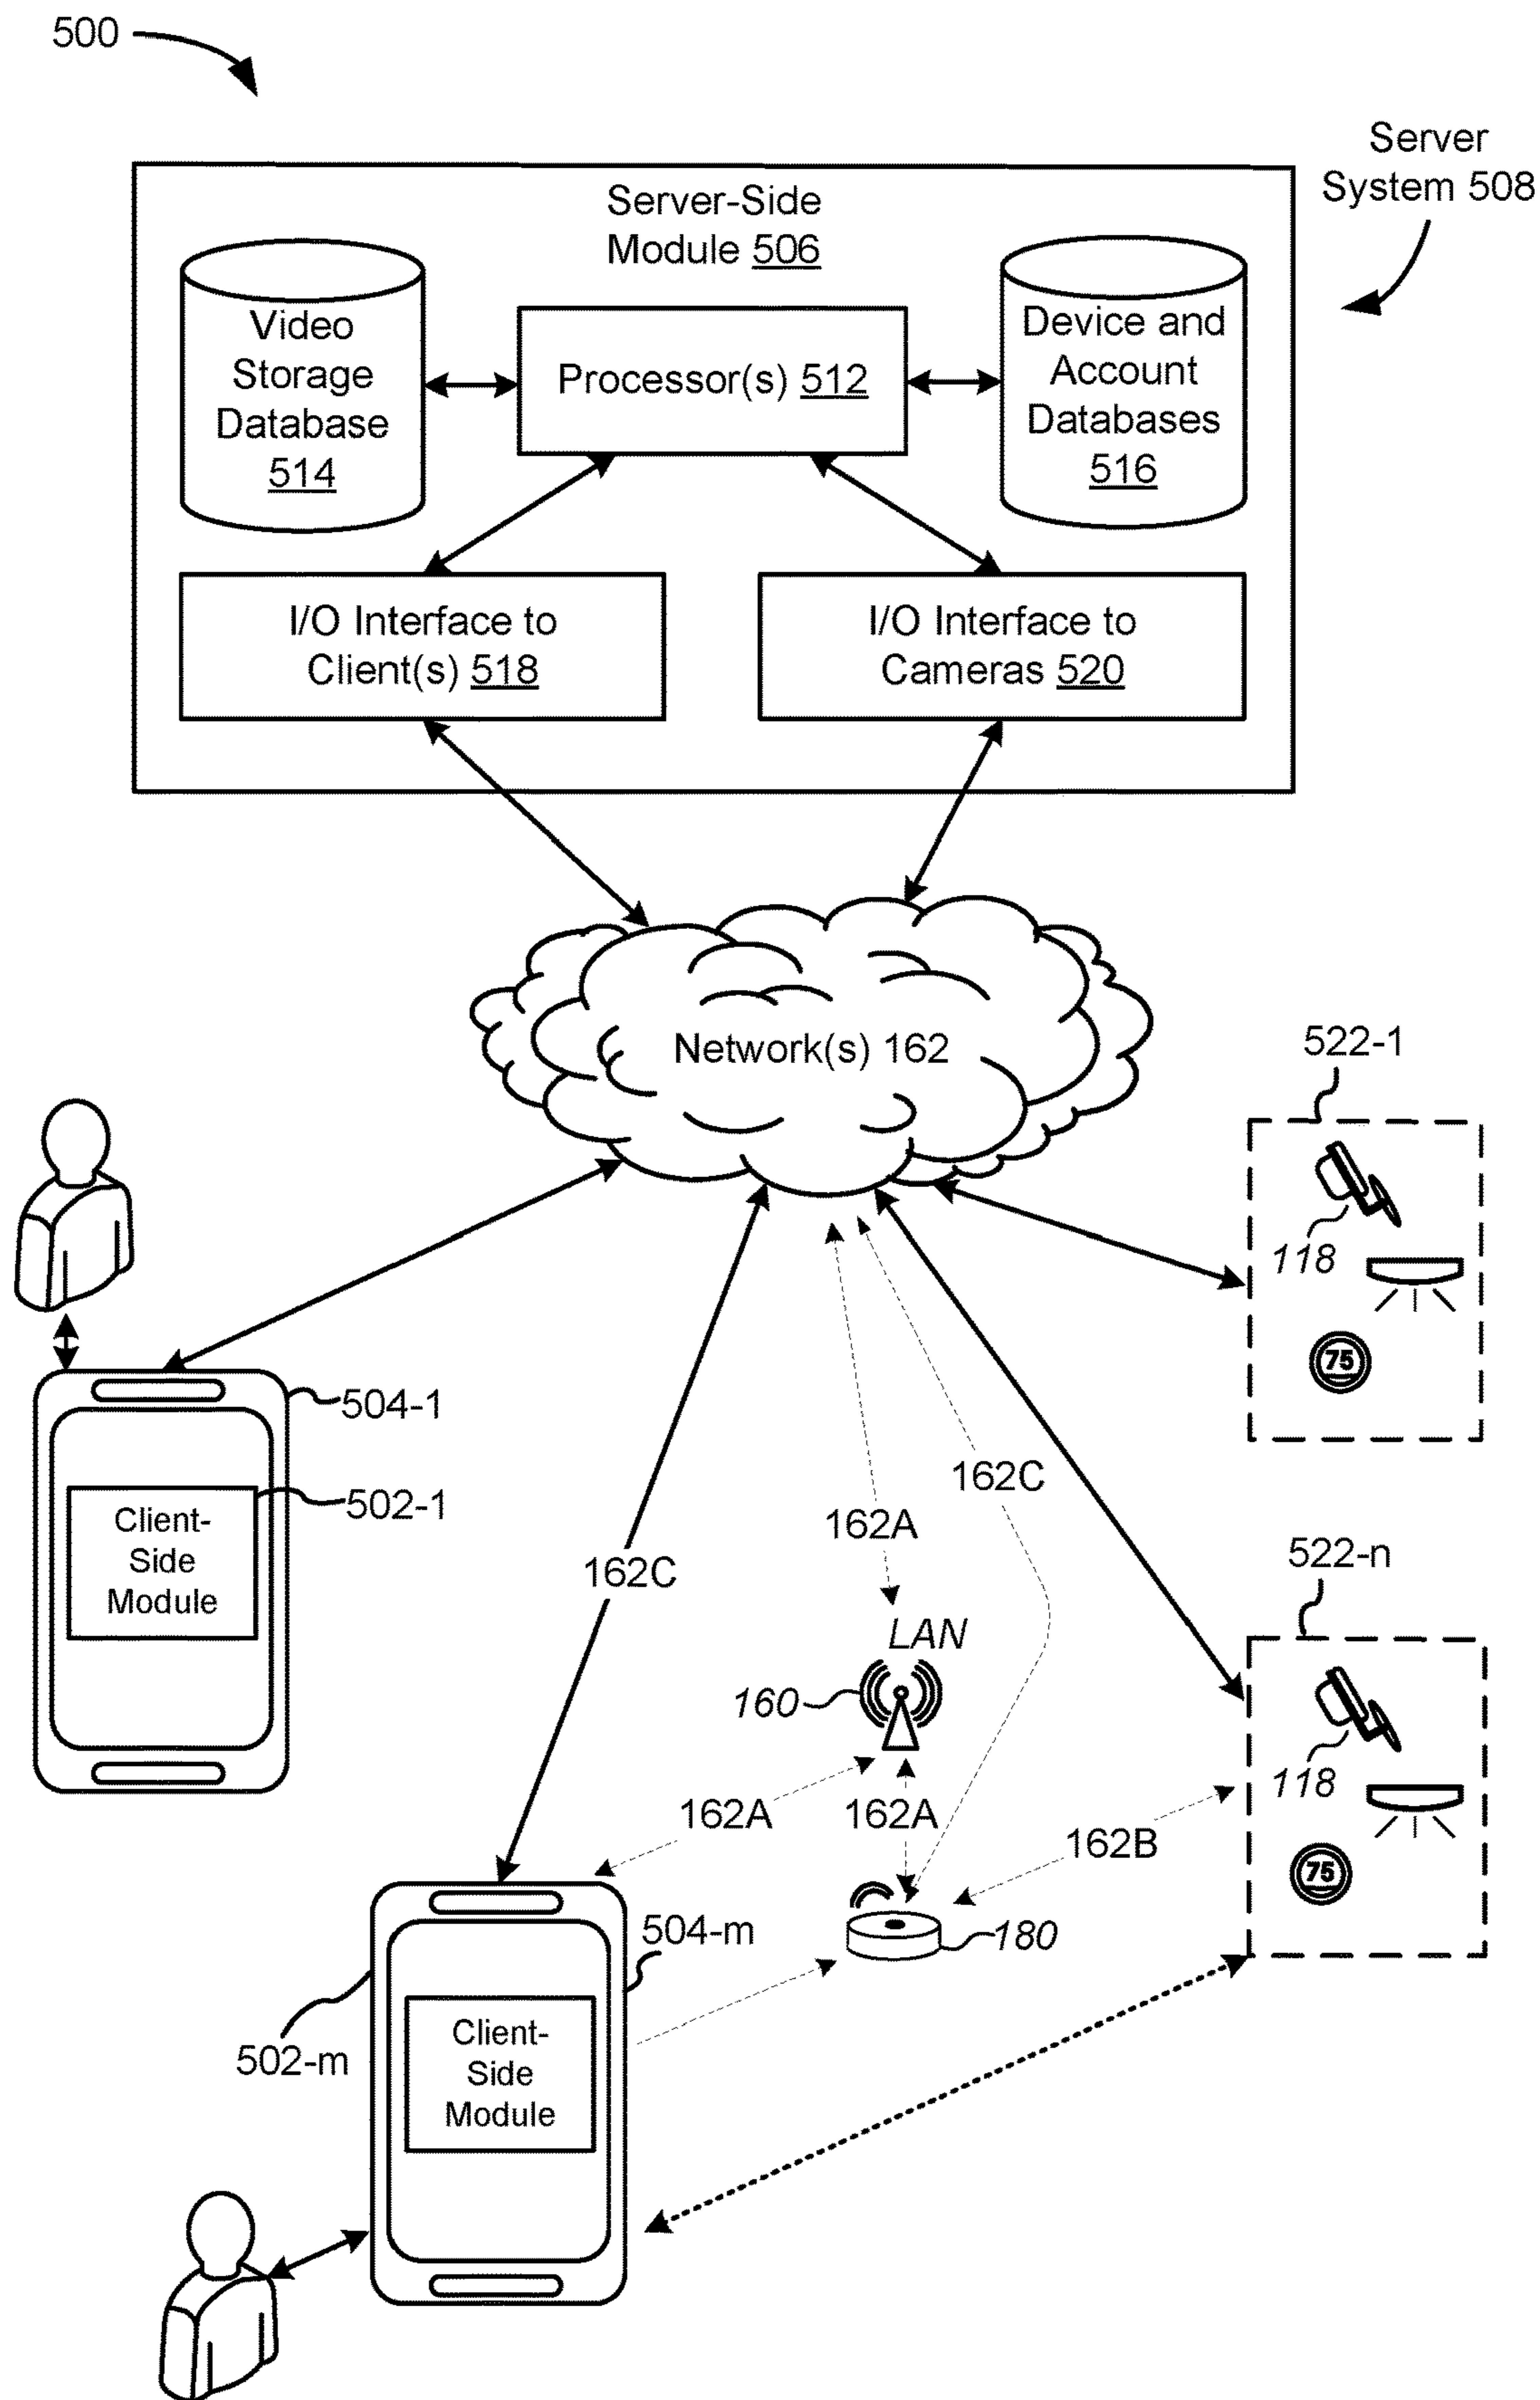 500
Server
System 508
Server-Side
Module 506
Video
Storage
Database
514
Processor(s) 512
Device and
Account
Databases
516
I/O Interface to
Client(s) 518
I/O Interface to
Cameras 520
Network(s) 162
522-1
118
75
504-1
502-1
Client-
Side
Module
162C
162A
162C
522-n
LAN
160
118
162A
162A
162B
75
504-m
180
502-m
Client-
Side
Module